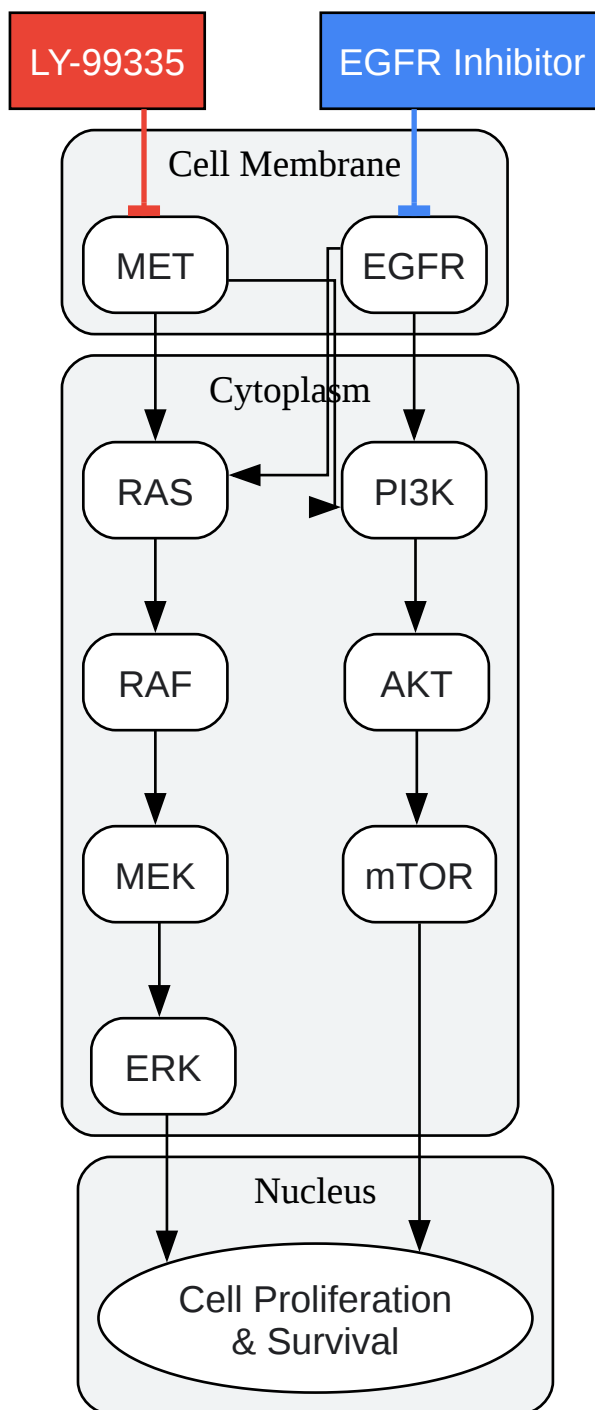 LY-99335
EGFR Inhibitor
Cell Membrane
MET
EGFR
Cytoplasm
RAS
PI3K
RAF
AKT
MEK
mTOR
ERK
Nucleus
Cell Proliferation
& Survival